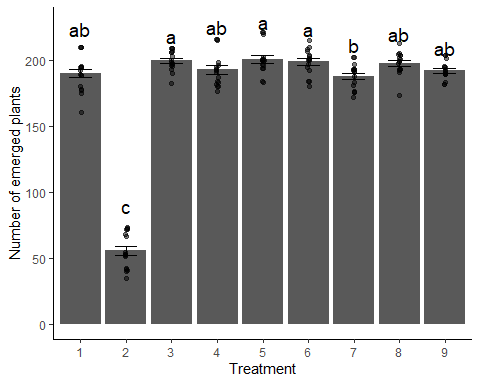 ab
c
a
ab
a
a
b
ab
ab
Number of emerged plants
200
150
100
50
0
1 2 3 4 5 6 7 8 9
Treatment